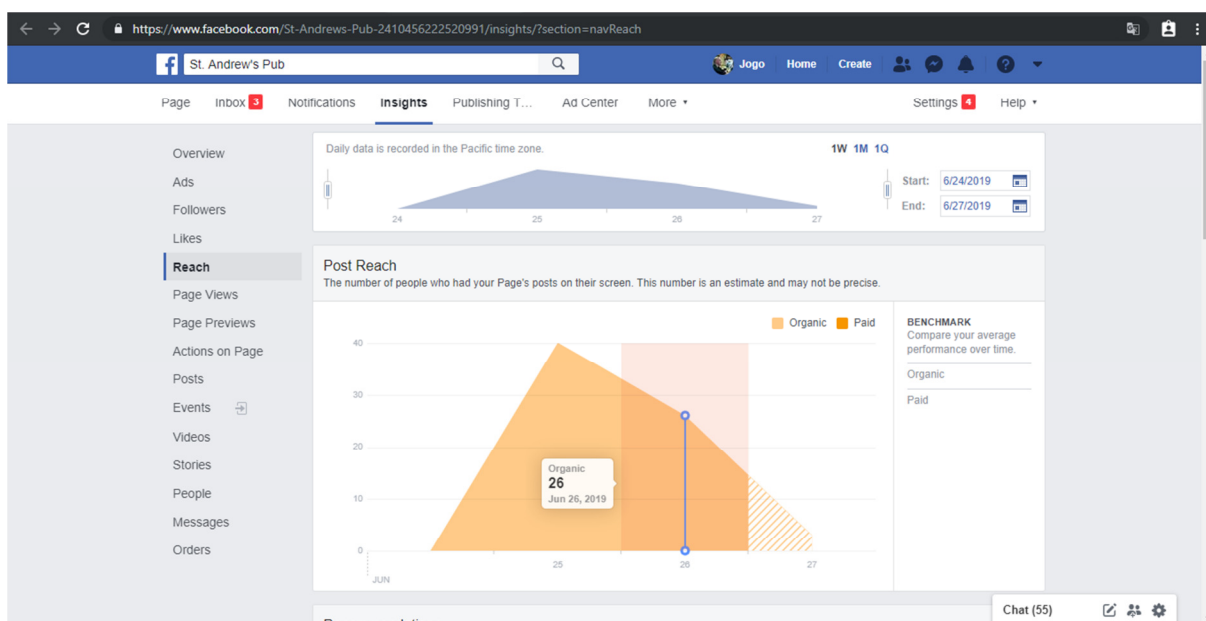 https://www.facebook.com/St-Andrews-Pub-2410456222520991/insights/?section=navReach
St. Andrew's Pub
Jogo Home Create
Page Inbox 3 Notifications Insights Publishing T... Ad Center More Settings 4 Help
Overview
Ads
Followers
Likes
Reach
Page Views
Page Previews
Actions on Page
Posts
Events
Videos
Stories
People
Messages
Orders
Daily data is recorded in the Pacific time zone.
1W 1M 1Q
Start: 6/24/2019
End: 6/27/2019
24 25 26 27
Post Reach
The number of people who had your Page's posts on their screen. This number is an estimate and may not be precise.
Organic Paid
40
30
20
10
0
Organic
26
Jun 26, 2019
25 26 27
JUN
BENCHMARK
Compare your average
performance over time.
Organic
Paid
Chat (55)